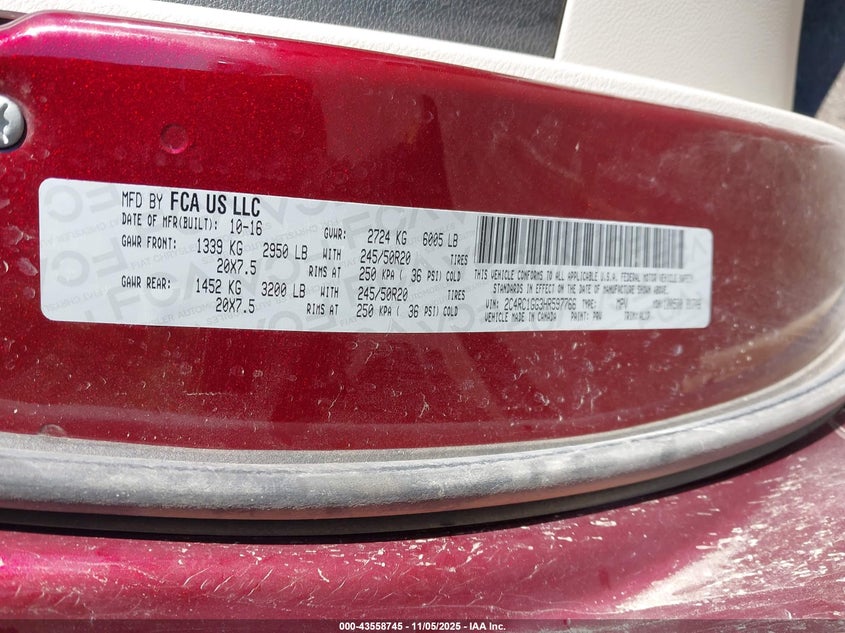 MFD BY FCA US LLC
DATE OF MFR(BUILT): 10-16 GVWR: 2724 KG 6005 LB
GAWR FRONT: 1339 KG 2950 LB WITH 245/50R20 TIRES
20X7.5 RIMS AT 250 KPA ( 36 PSI) COLD
GAWR REAR: 1452 KG 3200 LB WITH 245/50R20 TIRES
20X7.5 RIMS AT 250 KPA ( 36 PSI) COLD
THIS VEHICLE CONFORMS TO ALL APPLICABLE U.S.A. FEDERAL MOTOR VEHICLE SAFETY
STANDARDS IN EFFECT ON THE DATE OF MANUFACTURE SHOWN ABOVE.
VIN: 2C4RC1GG3HR597766 TYPE: MPV
VEHICLE MADE IN CANADA PAINT: PRV TRIM:
000-43558745 - 11/05/2025 - IAA Inc.